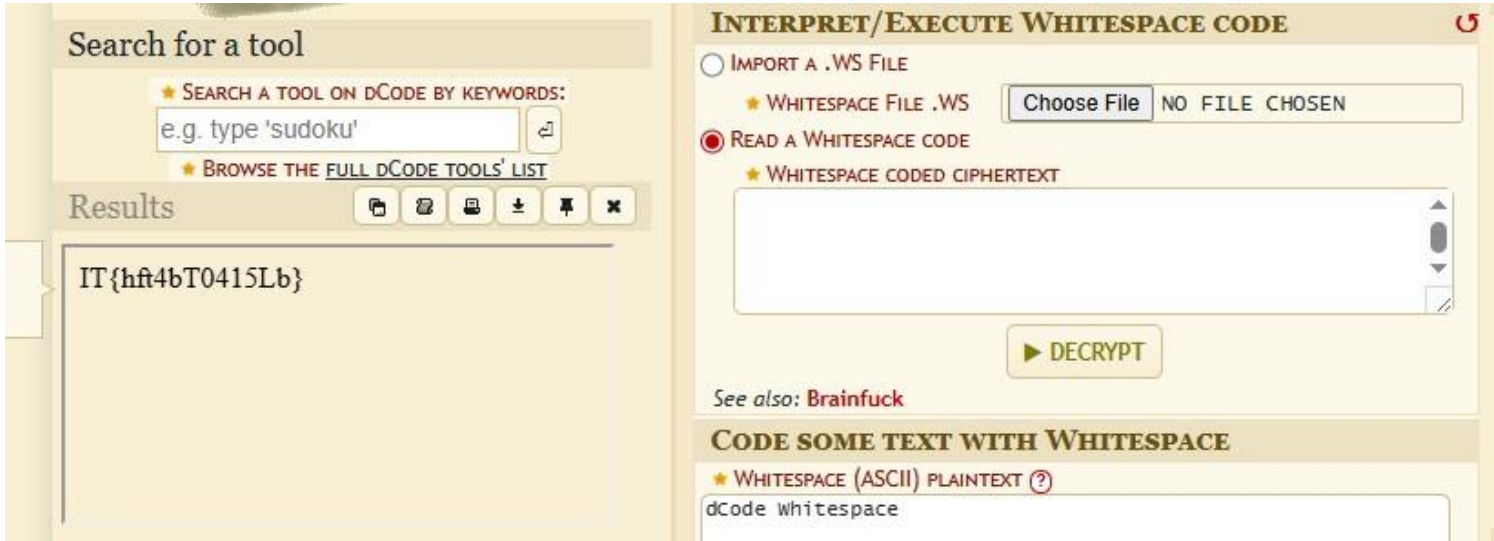 Search for a tool
★ SEARCH A TOOL ON DCODE BY KEYWORDS:
e.g. type 'sudoku'
★ BROWSE THE FULL DCODE TOOLS' LIST
Results
IT{hft4bT0415Lb}
INTERPRET/EXECUTE WHITESPACE CODE
IMPORT A .WS FILE
★ WHITESPACE FILE .WS Choose File NO FILE CHOSEN
READ A WHITESPACE CODE
★ WHITESPACE CODED CIPHERTEXT
▶ DECRYPT
See also: Brainfuck
CODE SOME TEXT WITH WHITESPACE
★ WHITESPACE (ASCII) PLAINTEXT ?
dCode Whitespace